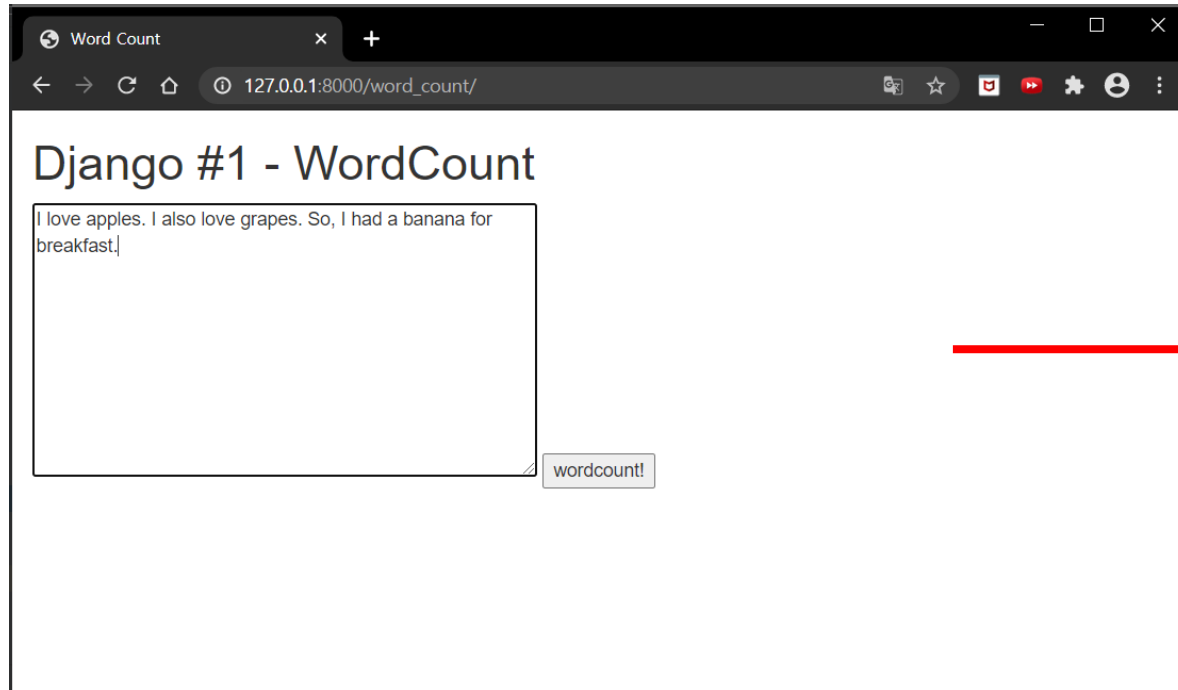 Word Count
127.0.0.1:8000/word_count/
Django #1 - WordCount
I love apples. I also love grapes. So, I had a banana for
breakfast.
wordcount!